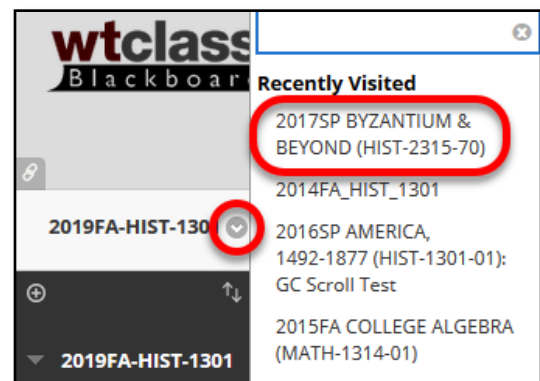 wtclass
Blackboar
2019FA-HIST-1301
2019FA-HIST-1301
Recently Visited
2017SP BYZANTIUM &
BEYOND (HIST-2315-70)
2014FA_HIST_1301
2016SP AMERICA,
1492-1877 (HIST-1301-01):
GC Scroll Test
2015FA COLLEGE ALGEBRA
(MATH-1314-01)